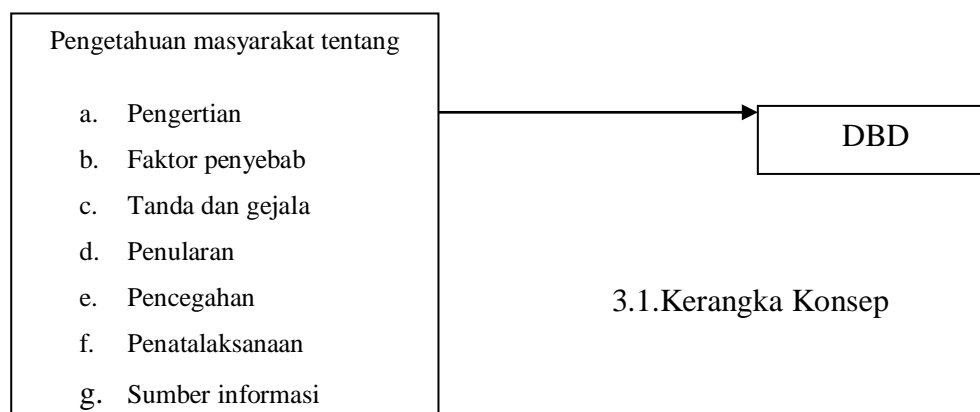 Pengetahuan masyarakat tentang
a. Pengertian
b. Faktor penyebab
c. Tanda dan gejala
d. Penularan
e. Pencegahan
f. Penatalaksanaan
g. Sumber informasi
DBD
3.1.Kerangka Konsep